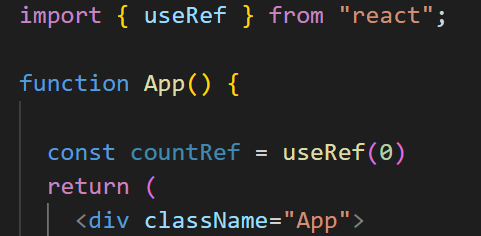 import { useRef } from "react";
function App() {
const countRef = useRef(0)
return (
<div className="App">